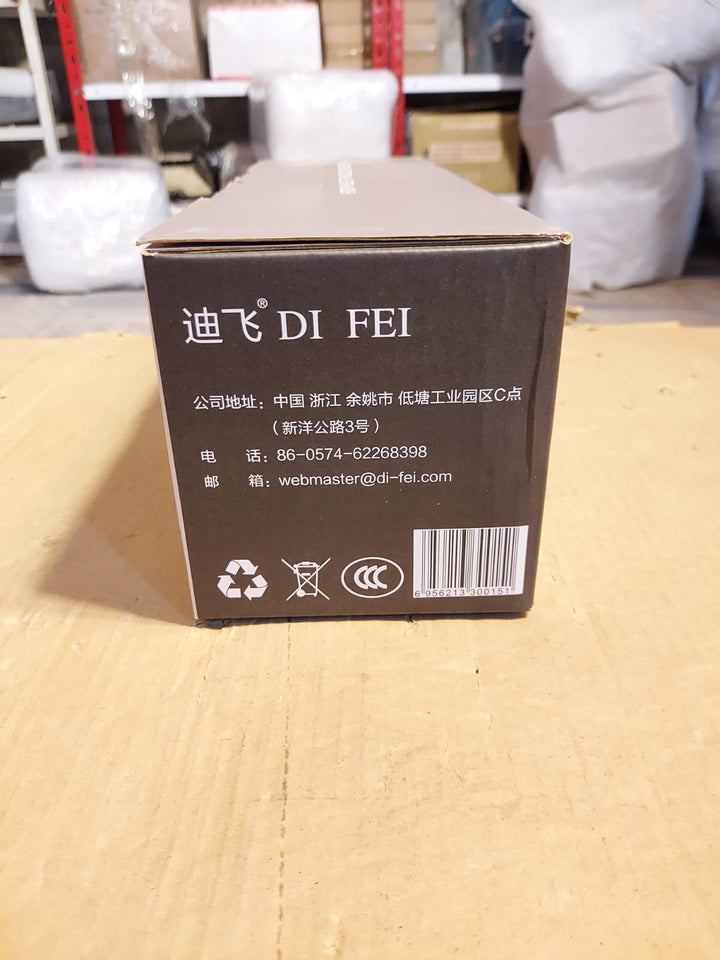 迪飞® DI FEI
公司地址：中国 浙江 余姚市 低塘工业园区C点
（新洋公路3号）
电 话：86-0574-62268398
邮 箱：webmaster@di-fei.com
CCC
6 956213 300151